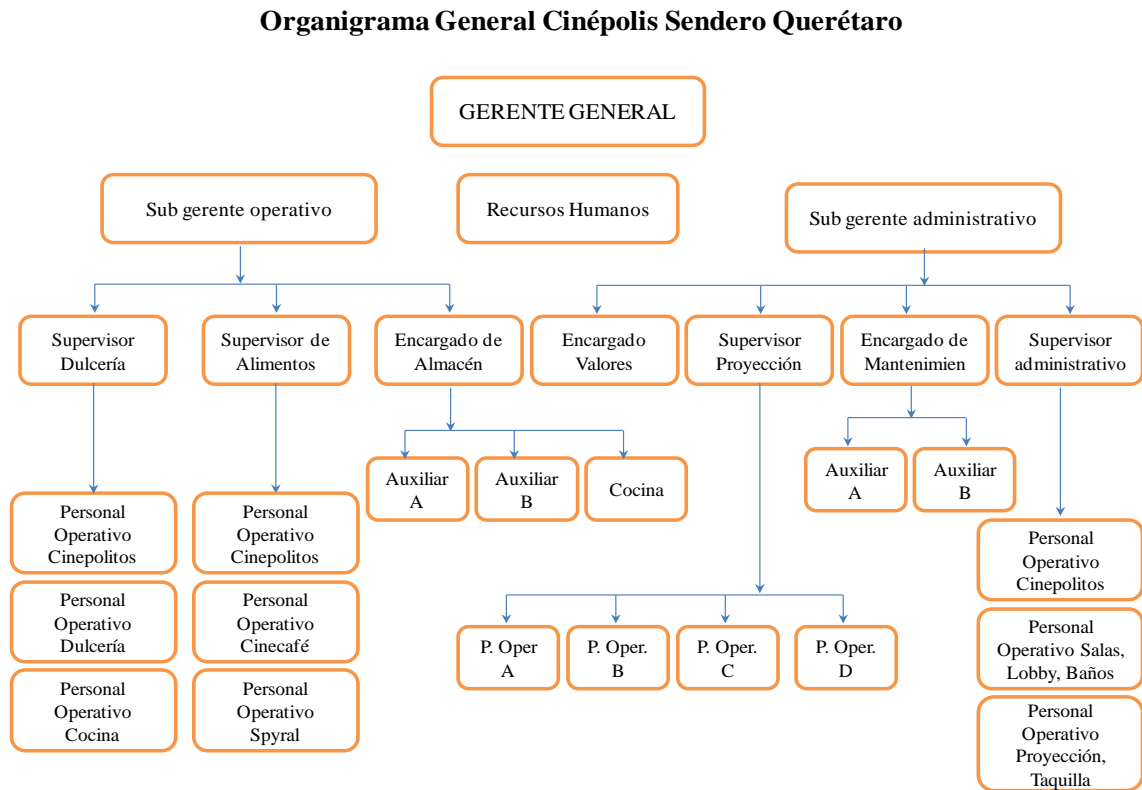 Organigrama General Cinépolis Sendero Querétaro
GERENTE GENERAL
Sub gerente operativo
Recursos Humanos
Sub gerente administrativo
Supervisor
Dulcería
Supervisor de
Alimentos
Encargado de
Almacén
Encargado
Valores
Supervisor
Proyección
Encargado de
Mantenimien
Supervisor
administrativo
Auxiliar
A
Auxiliar
B
Cocina
Auxiliar
A
Auxiliar
B
Personal
Operativo
Cinepolitos
Personal
Operativo
Dulcería
Personal
Operativo
Cocina
Personal
Operativo
Cinepolitos
Personal
Operativo
Cinecafé
Personal
Operativo
Spyral
P. Oper
A
P. Oper.
B
P. Oper.
C
P. Oper.
D
Personal
Operativo
Cinepolitos
Personal
Operativo Salas,
Lobby, Baños
Personal
Operativo
Proyección,
Taquilla